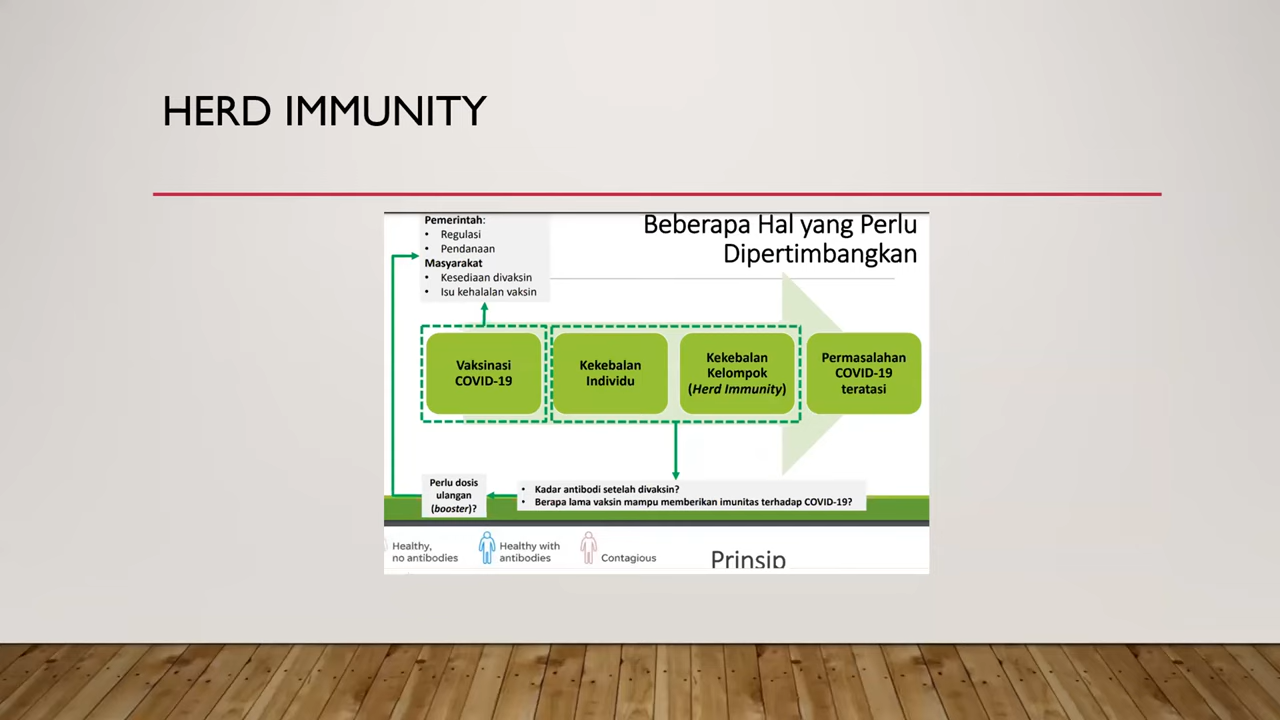 HERD IMMUNITY
Pemerintah:
• Regulasi
• Pendanaan
Masyarakat
• Kesediaan divaksin
• Isu kehalalan vaksin
Beberapa Hal yang Perlu
Dipertimbangkan
Vaksinasi
COVID-19
Kekebalan
Individu
Kekebalan
Kelompok
(Herd Immunity)
Permasalahan
COVID-19
teratasi
Perlu dosis
ulangan
(booster)?
• Kadar antibodi setelah divaksin?
• Berapa lama vaksin mampu memberikan imunitas terhadap COVID-19?
Healthy,
no antibodies
Healthy with
antibodies
Contagious
Prinsip